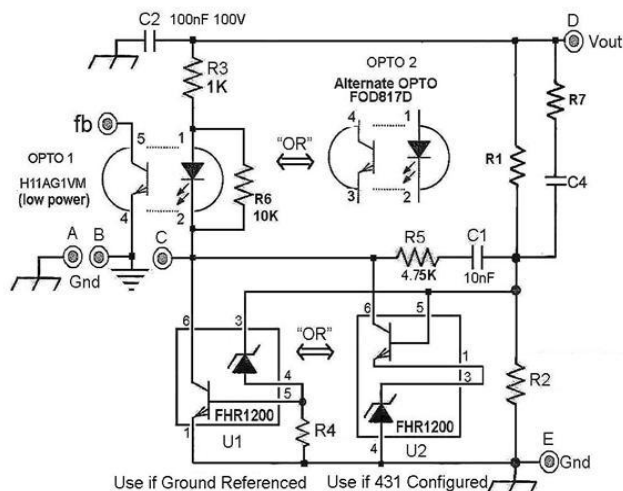 C2 100nF 100V
D
Vout
R3
1K
OPTO 2
Alternate OPTO
FOD817D
R7
fb
5
1
4
1
"OR"
R1
OPTO 1
H11AG1VM
(low power)
R6
10K
C4
4
2
3
2
A
B
C
R5
C1
Gnd
4.75K
10nF
6
3
"OR"
6
5
1
4
3
R2
5
FHR1200
FHR1200
1
U1
R4
4
U2
E
Gnd
Use if Ground Referenced
Use if 431 Configured